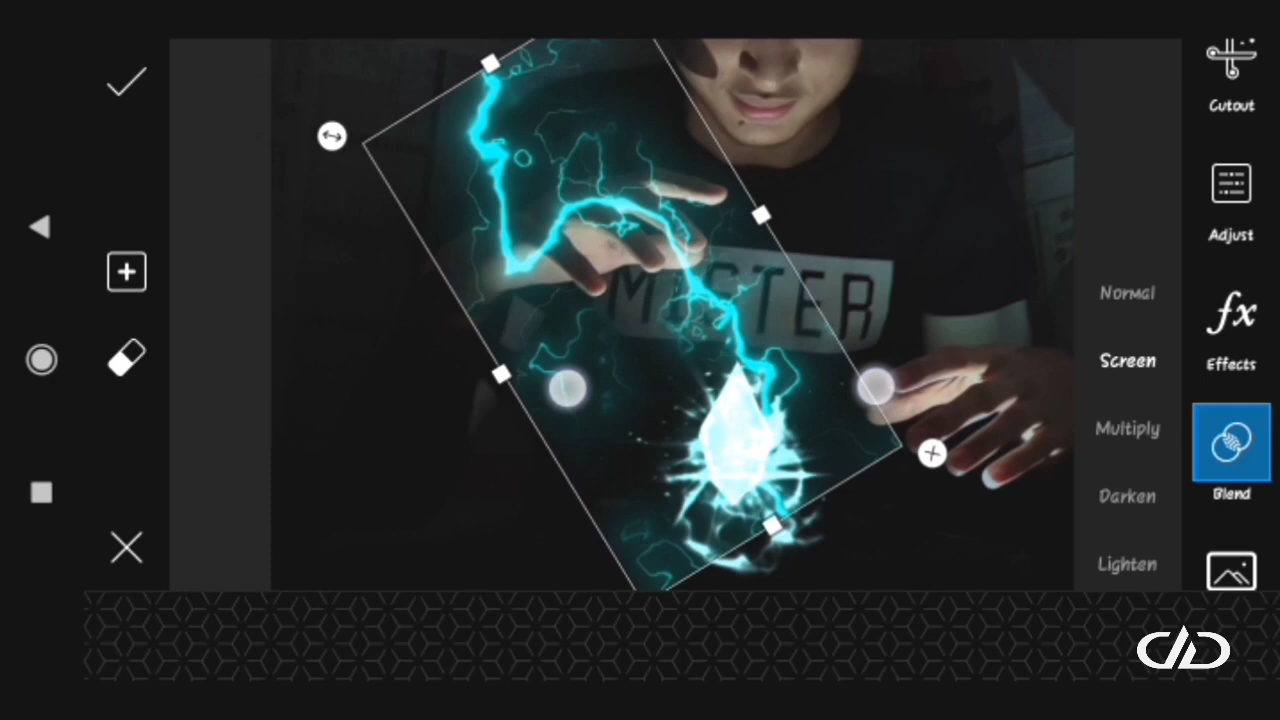 Cutout
Adjust
fx
Effects
Blend
Normal
Screen
Multiply
Darken
Lighten
MISTER